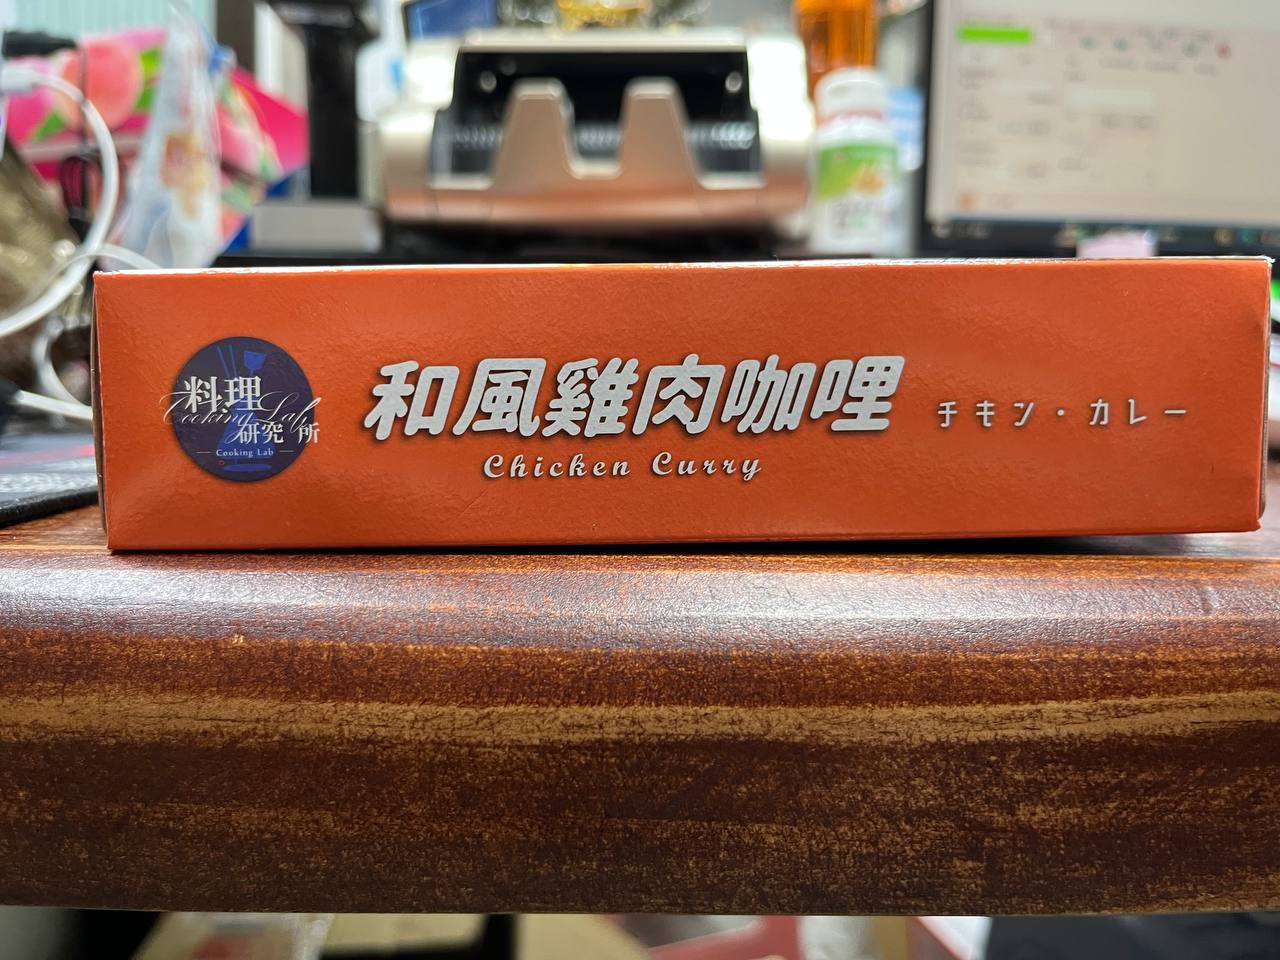 料理
Cooking Lab
研究所
Cooking Lab
和風雞肉咖哩
Chicken Curry
チキン・カレー